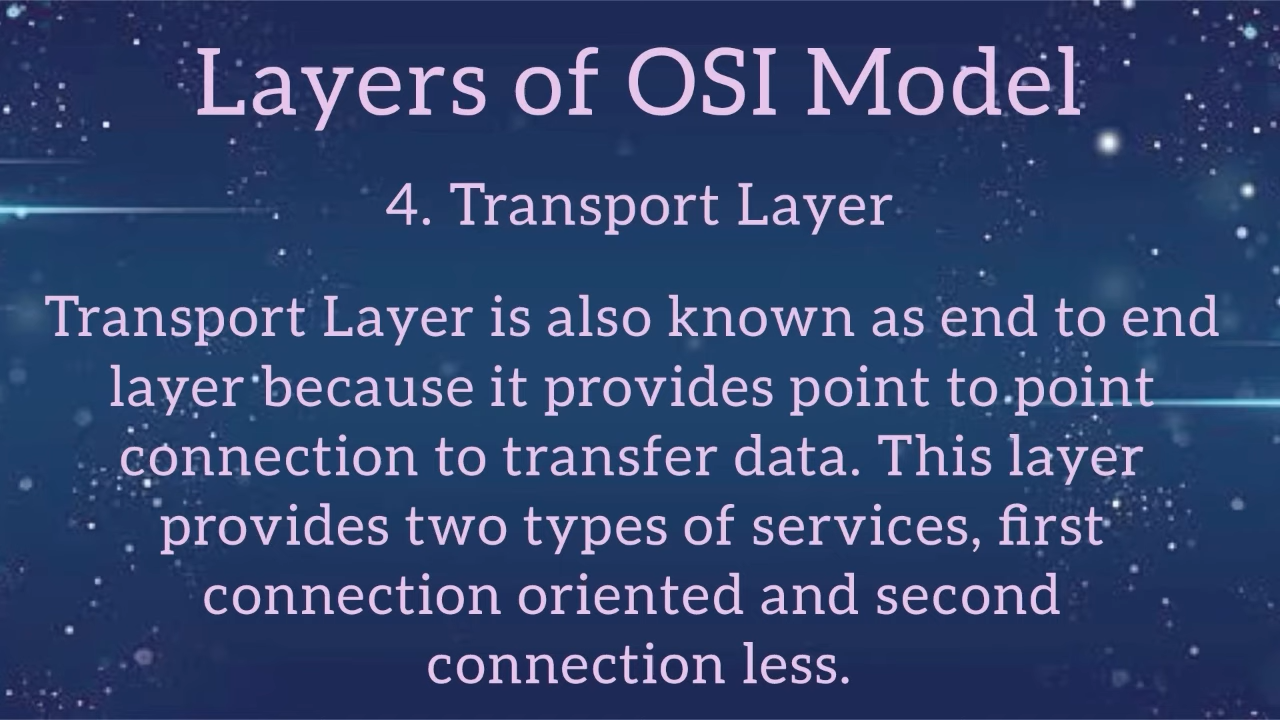 Layers of OSI Model
4. Transport Layer
Transport Layer is also known as end to end
layer because it provides point to point
connection to transfer data. This layer
provides two types of services, first
connection oriented and second
connection less.